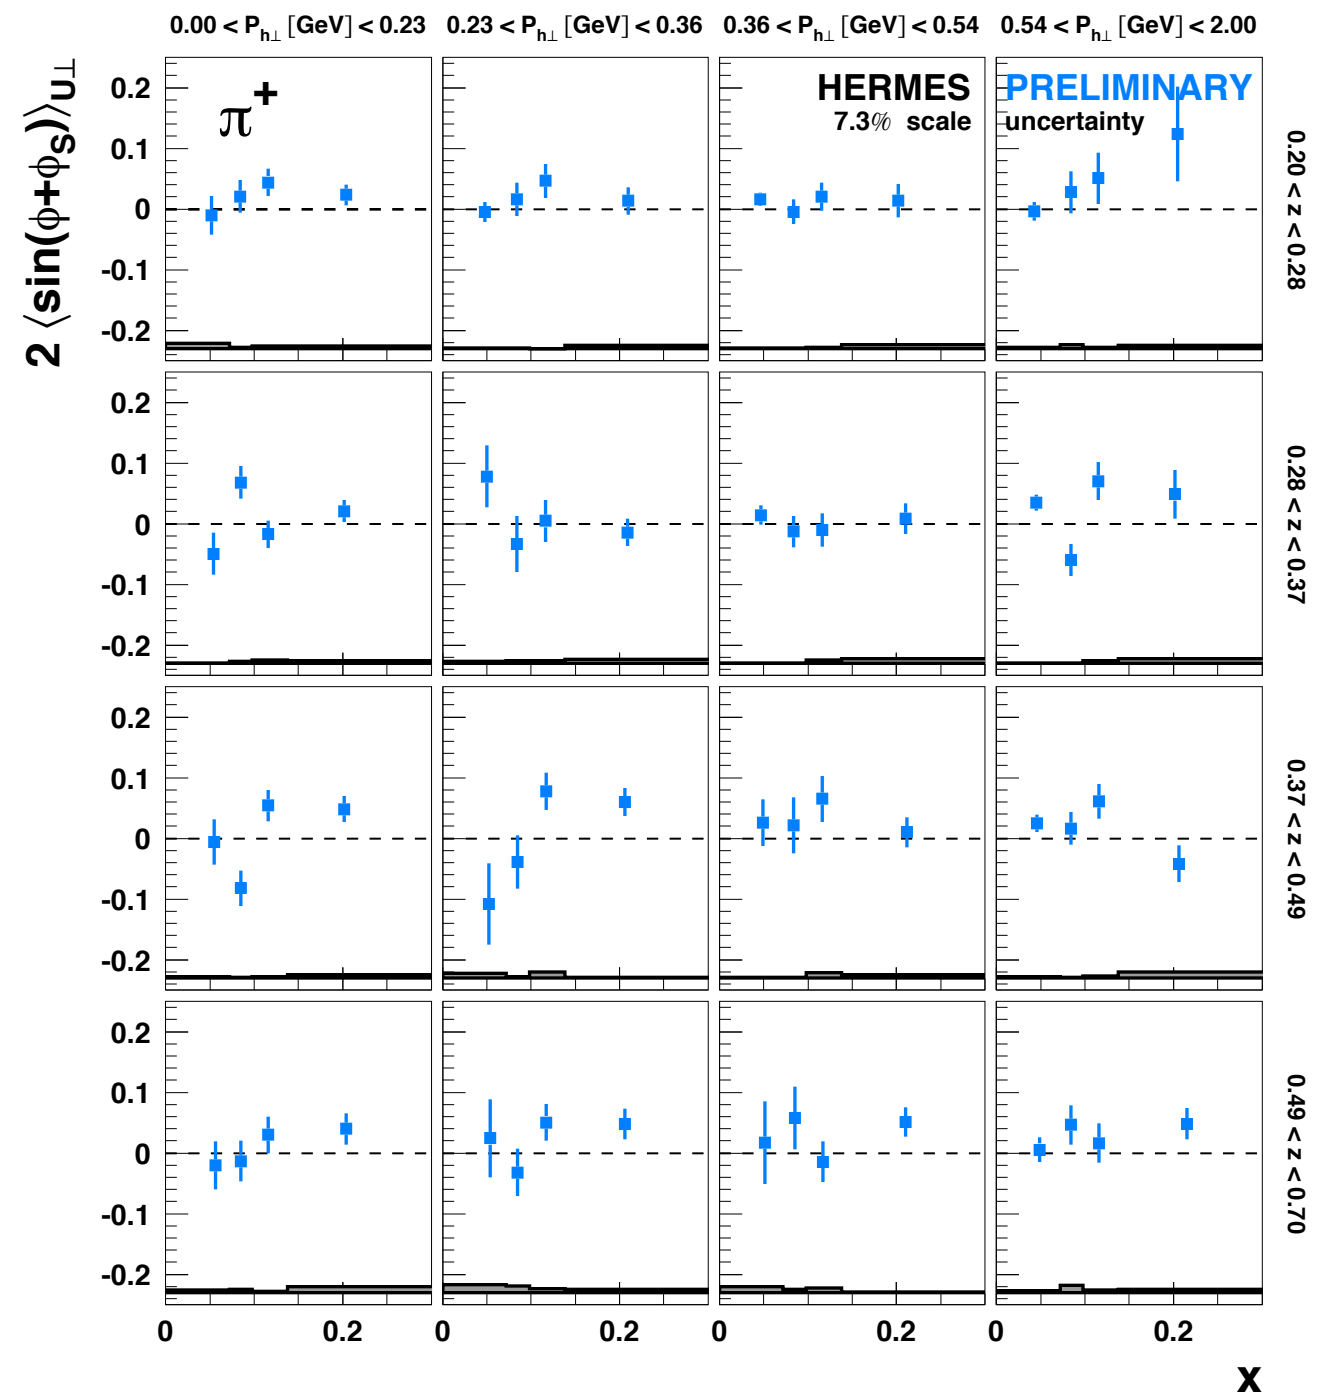 0.00 < P_h⊥ [GeV] < 0.23 0.23 < P_h⊥ [GeV] < 0.36 0.36 < P_h⊥ [GeV] < 0.54 0.54 < P_h⊥ [GeV] < 2.00
2 ⟨sin(ϕ+ϕ_S)⟩_U⊥
π⁺
HERMES PRELIMINARY
7.3% scale uncertainty
0.2
0.1
0
-0.1
-0.2
0.20 < z < 0.28
0.2
0.1
0
-0.1
-0.2
0.28 < z < 0.37
0.2
0.1
0
-0.1
-0.2
0.37 < z < 0.49
0.2
0.1
0
-0.1
-0.2
0.49 < z < 0.70
0 0.2 0 0.2 0 0.2 0 0.2
x